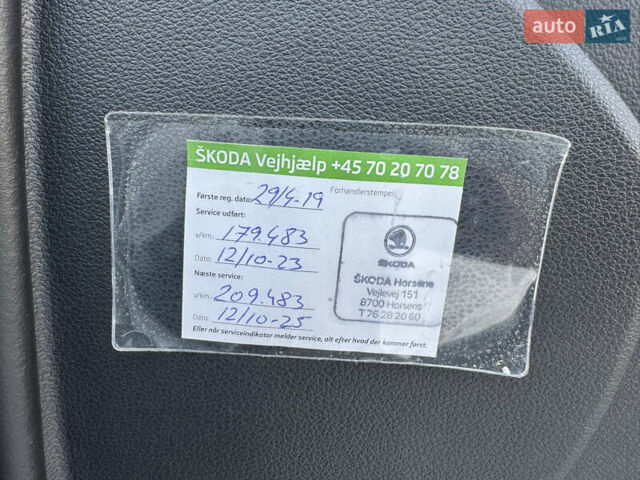 auto RIA
.com
ŠKODA Vejhjælp +45 70 20 70 78
Første reg. dato: 29/4-19
Forhandlerstempel:
Service udført:
v/km: 179.483
Dato: 12/10-23
Næste service:
v/km: 209.483
Dato: 12/10-25
Eller når serviceindikator melder service, alt efter hvad der kommer først.
ŠKODA
ŠKODA Horsens
Vejlevej 151
8700 Horsens
T 76 28 20 60